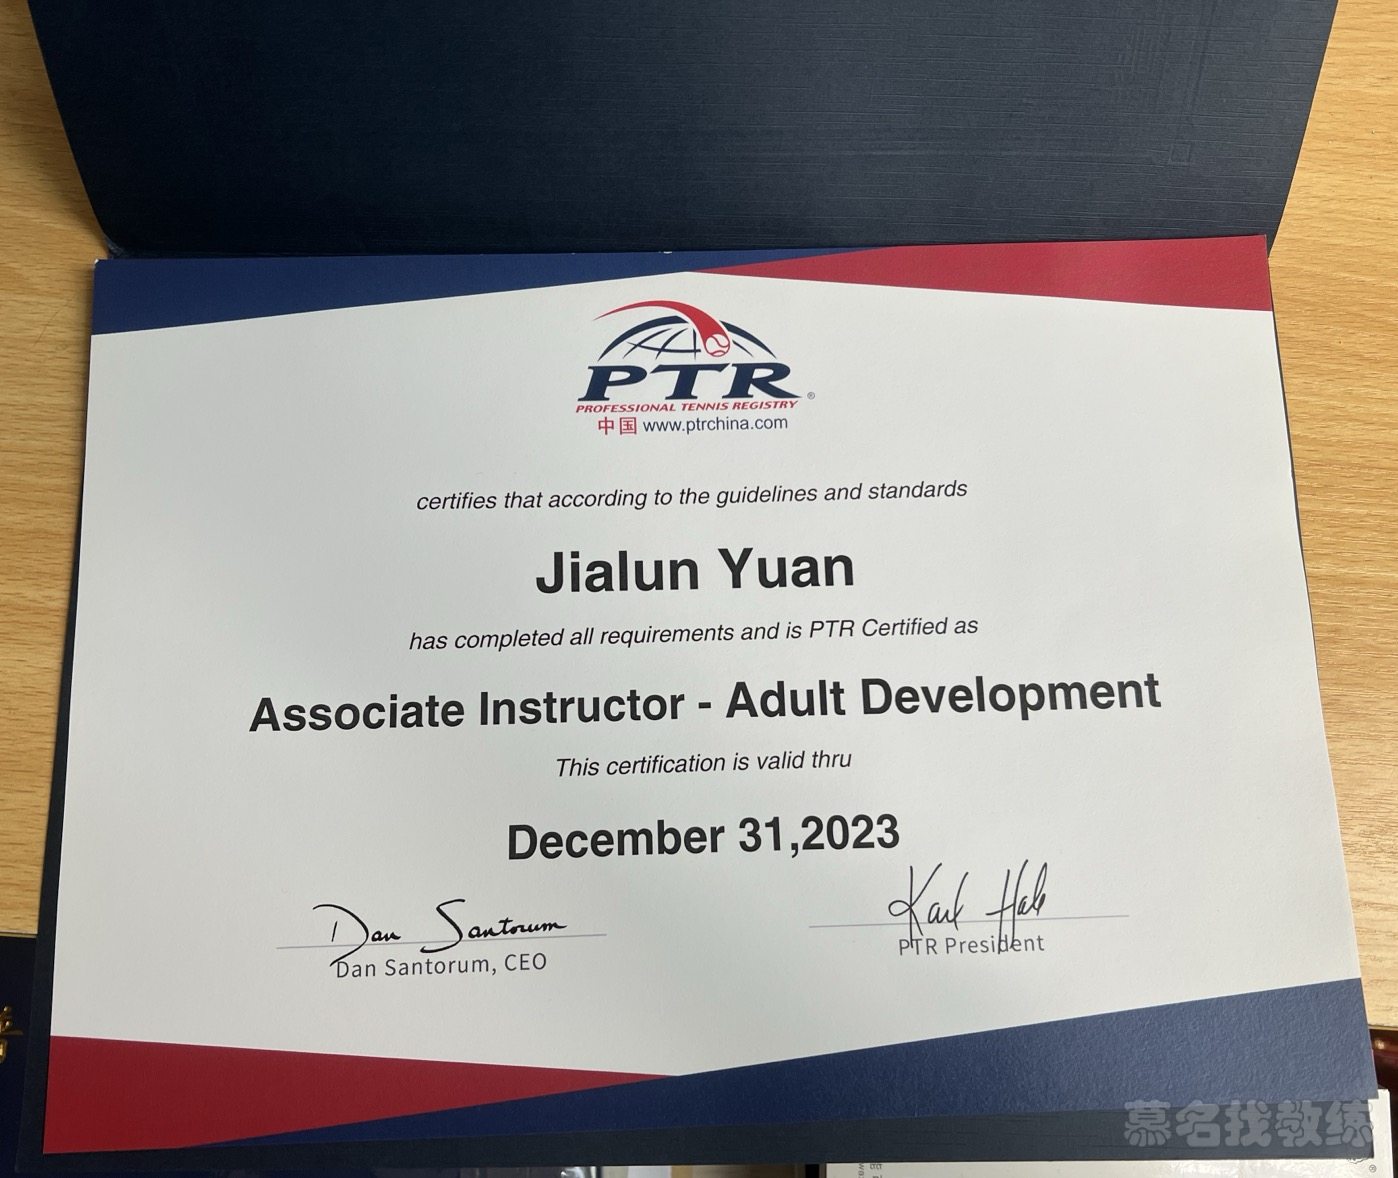 PTR®
PROFESSIONAL TENNIS REGISTRY
中国 www.ptrchina.com
certifies that according to the guidelines and standards
Jialun Yuan
has completed all requirements and is PTR Certified as
Associate Instructor - Adult Development
This certification is valid thru
December 31,2023
Dan Santorum
Karl Hale
Dan Santorum, CEO
PTR President
慕名找教练